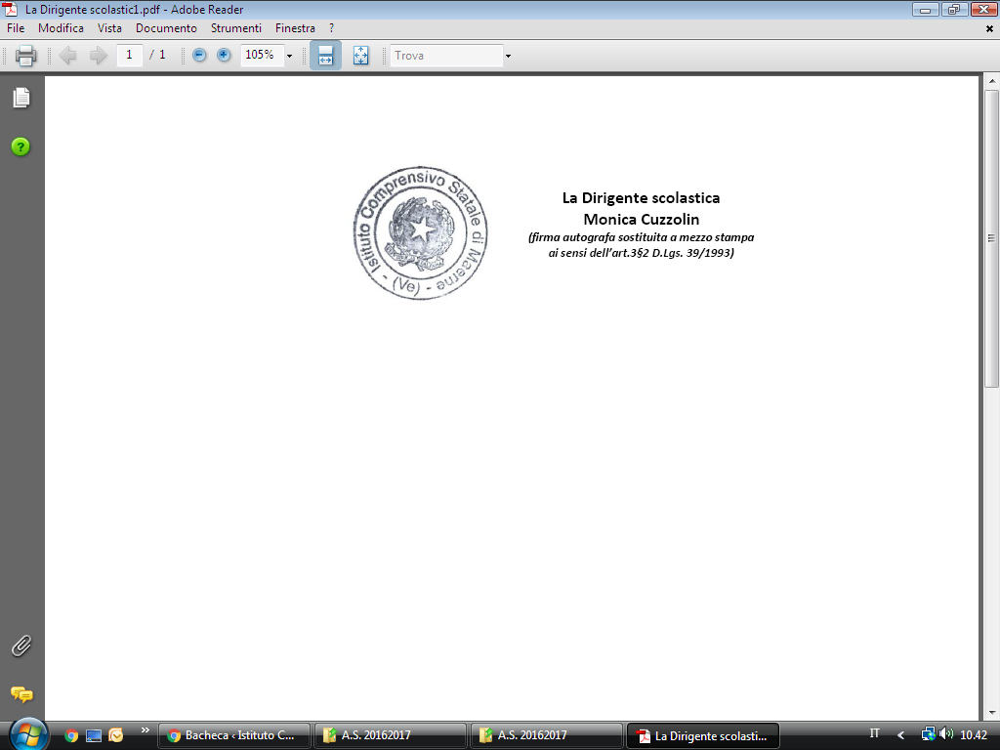 La Dirigente scolastic1.pdf - Adobe Reader
File Modifica Vista Documento Strumenti Finestra ?
1 / 1 105% Trova
Istituto Comprensivo Statale di Maerne - (Ve) -
La Dirigente scolastica
Monica Cuzzolin
(firma autografa sostituita a mezzo stampa
ai sensi dell'art.3§2 D.Lgs. 39/1993)
Bacheca ‹ Istituto C... A.S. 20162017 A.S. 20162017 La Dirigente scolasti... IT 10.42